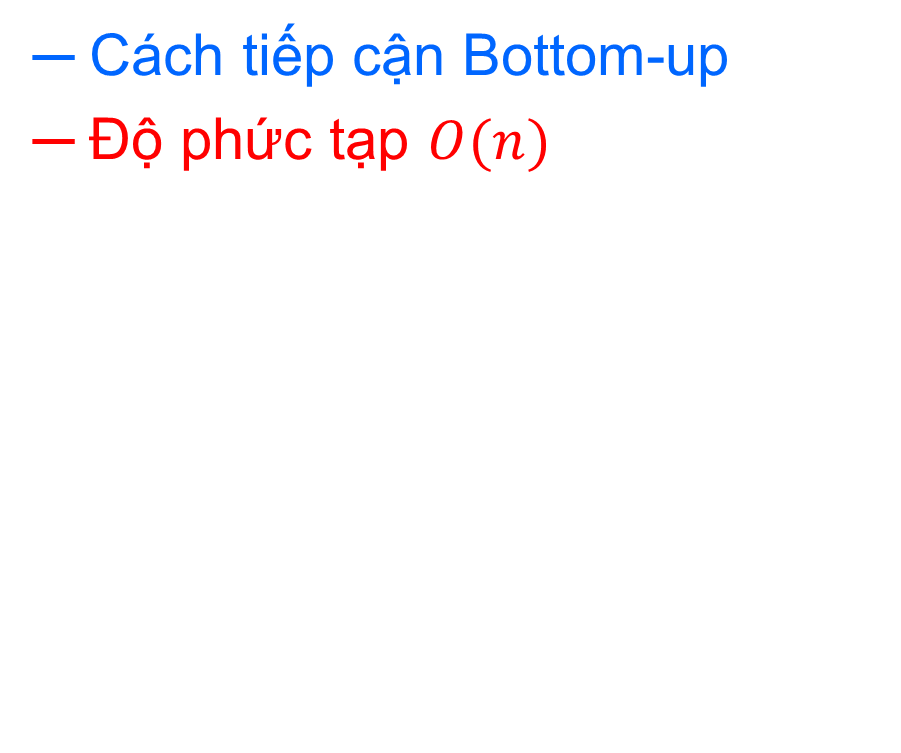 ─ Cách tiếp cận Bottom-up
─ Độ phức tạp 𝑂(𝑛)